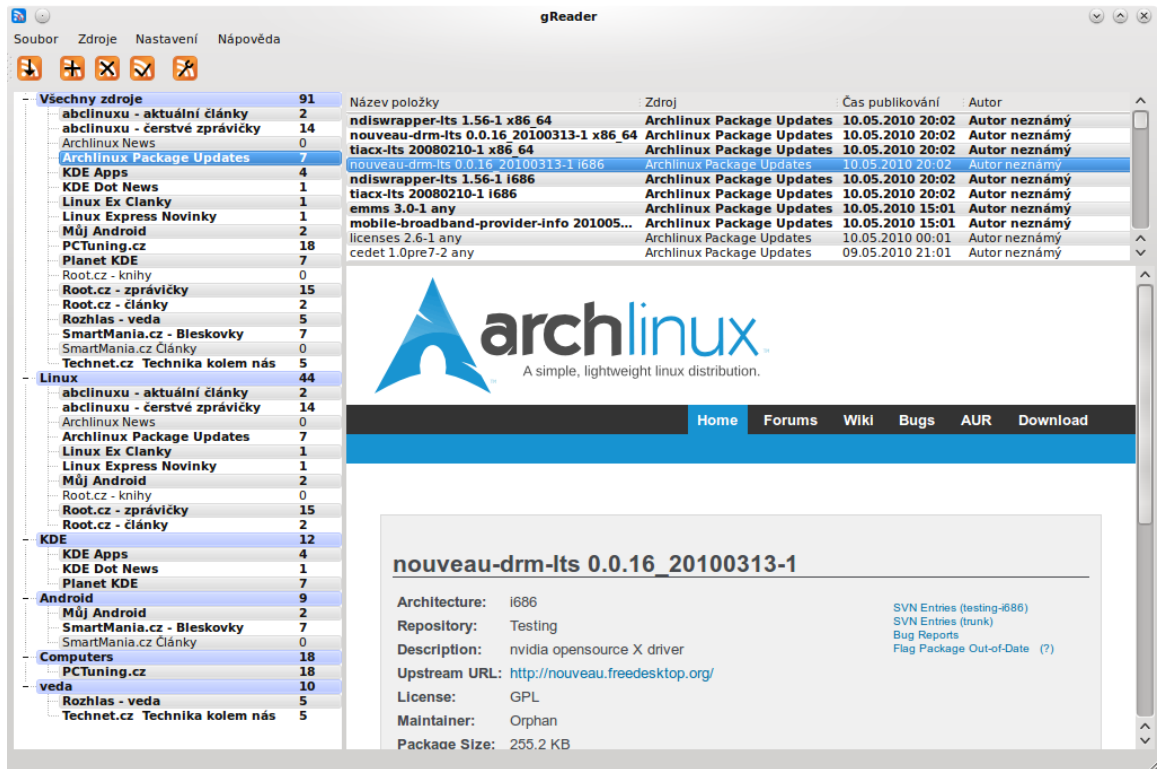 gReader
Soubor Zdroje Nastavení Nápověda
Všechny zdroje 91
abclinuxu - aktuální články 2
abclinuxu - čerstvé zprávičky 14
Archlinux News 0
Archlinux Package Updates 7
KDE Apps 4
KDE Dot News 1
Linux Ex Clanky 1
Linux Express Novinky 1
Můj Android 2
PCTuning.cz 18
Planet KDE 7
Root.cz - knihy 0
Root.cz - zprávičky 15
Root.cz - články 2
Rozhlas - veda 5
SmartMania.cz - Bleskovky 7
SmartMania.cz Články 0
Technet.cz Technika kolem nás 5
Linux 44
abclinuxu - aktuální články 2
abclinuxu - čerstvé zprávičky 14
Archlinux News 0
Archlinux Package Updates 7
Linux Ex Clanky 1
Linux Express Novinky 1
Můj Android 2
Root.cz - knihy 0
Root.cz - zprávičky 15
Root.cz - články 2
KDE 12
KDE Apps 4
KDE Dot News 1
Planet KDE 7
Android 9
Můj Android 2
SmartMania.cz - Bleskovky 7
SmartMania.cz Články 0
Computers 18
PCTuning.cz 18
veda 10
Rozhlas - veda 5
Technet.cz Technika kolem nás 5
Název položky Zdroj Čas publikování Autor
ndiswrapper-lts 1.56-1 x86_64 Archlinux Package Updates 10.05.2010 20:02 Autor neznámý
nouveau-drm-lts 0.0.16_20100313-1 x86_64 Archlinux Package Updates 10.05.2010 20:02 Autor neznámý
tiacx-lts 20080210-1 x86_64 Archlinux Package Updates 10.05.2010 20:02 Autor neznámý
nouveau-drm-lts 0.0.16_20100313-1 i686 Archlinux Package Updates 10.05.2010 20:02 Autor neznámý
ndiswrapper-lts 1.56-1 i686 Archlinux Package Updates 10.05.2010 20:02 Autor neznámý
tiacx-lts 20080210-1 i686 Archlinux Package Updates 10.05.2010 20:02 Autor neznámý
emms 3.0-1 any Archlinux Package Updates 10.05.2010 15:01 Autor neznámý
mobile-broadband-provider-info 201005... Archlinux Package Updates 10.05.2010 15:01 Autor neznámý
licenses 2.6-1 any Archlinux Package Updates 10.05.2010 00:01 Autor neznámý
cedet 1.0pre7-2 any Archlinux Package Updates 09.05.2010 21:01 Autor neznámý
archlinux™
A simple, lightweight linux distribution.
Home Forums Wiki Bugs AUR Download
nouveau-drm-lts 0.0.16_20100313-1
Architecture: i686
Repository: Testing
Description: nvidia opensource X driver
Upstream URL: http://nouveau.freedesktop.org/
License: GPL
Maintainer: Orphan
Package Size: 255.2 KB
SVN Entries (testing-i686)
SVN Entries (trunk)
Bug Reports
Flag Package Out-of-Date (?)